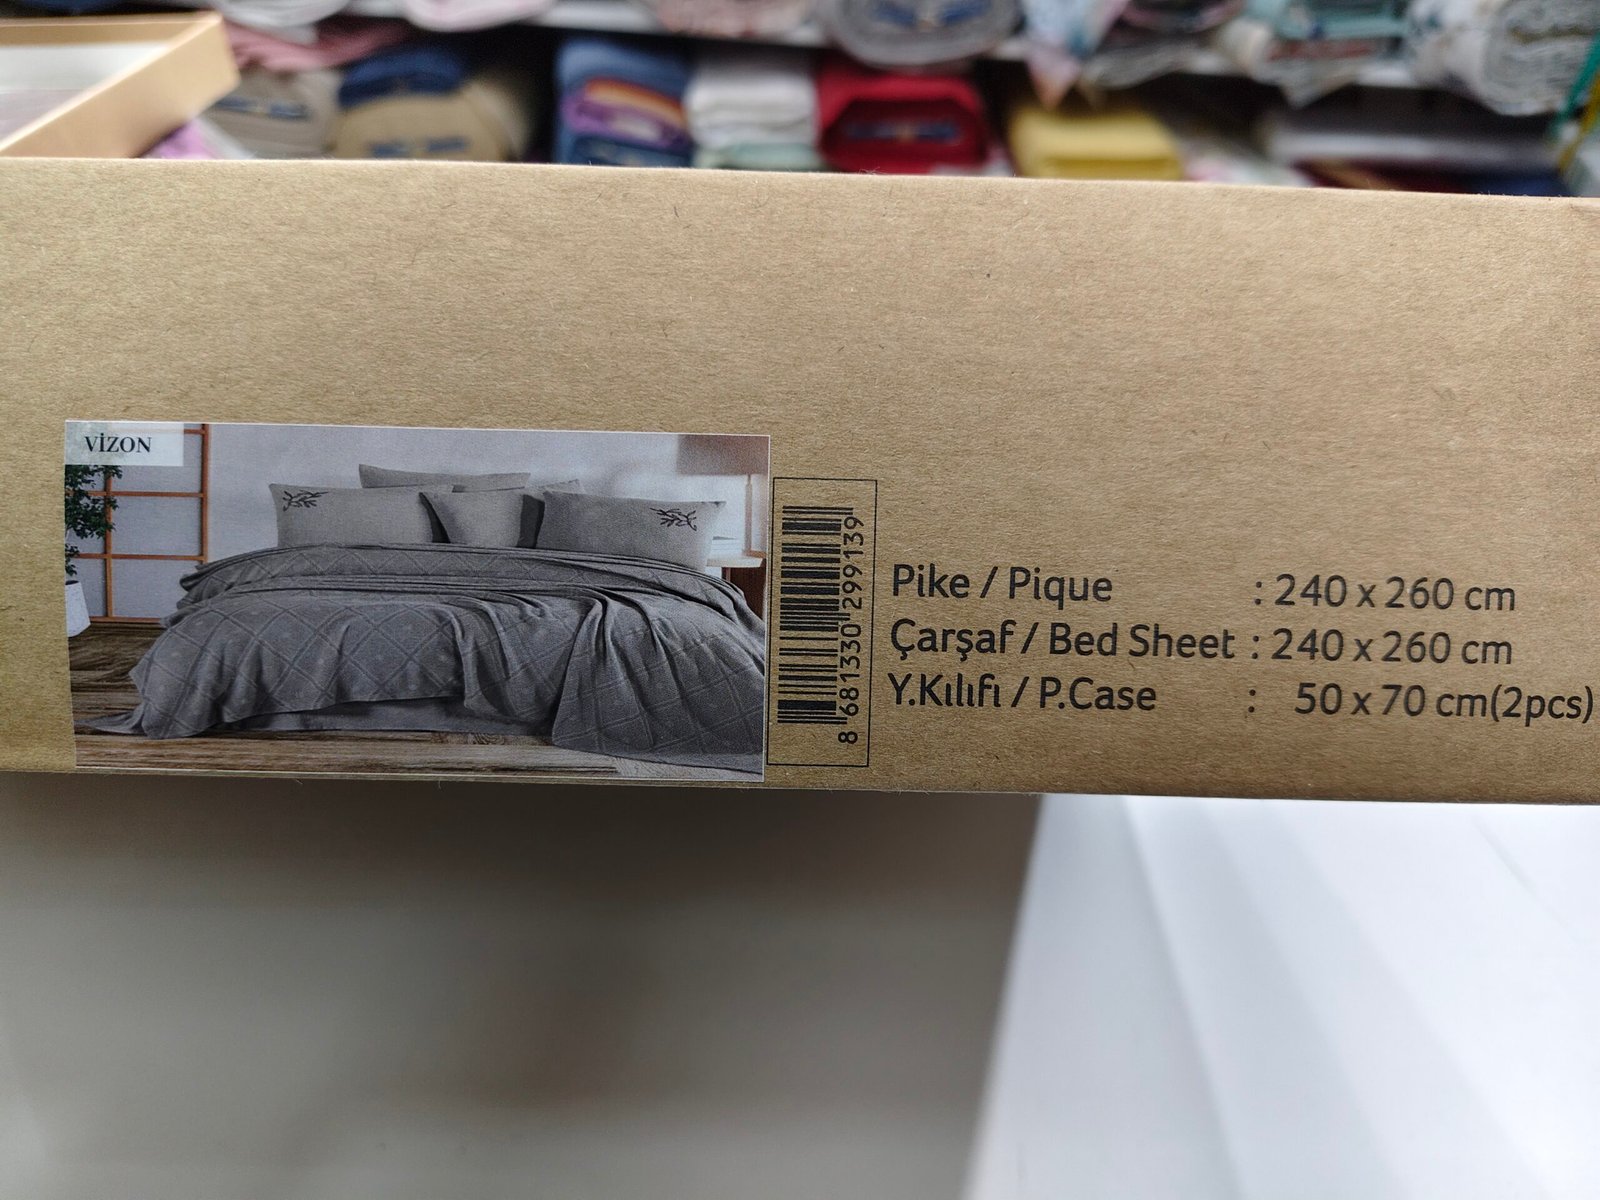 VİZON
8 681330 299139
Pike / Pique : 240 x 260 cm
Çarşaf / Bed Sheet : 240 x 260 cm
Y.Kılıfı / P.Case : 50 x 70 cm(2pcs)